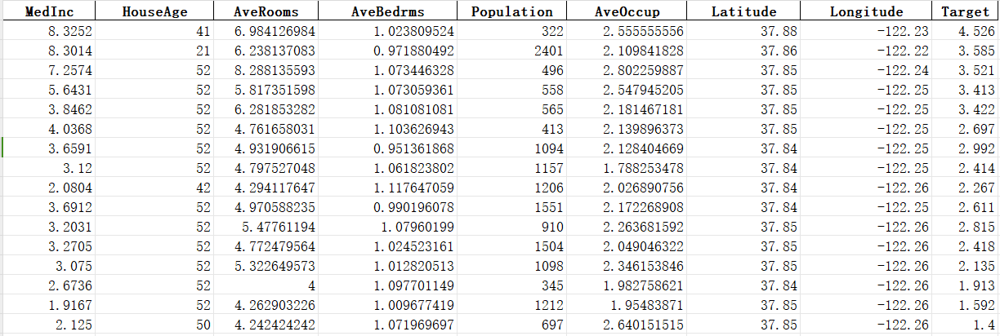 MedInc HouseAge AveRooms AveBedrms Population AveOccup Latitude Longitude Target
8.3252 41 6.984126984 1.023809524 322 2.555555556 37.88 -122.23 4.526
8.3014 21 6.238137083 0.971880492 2401 2.109841828 37.86 -122.22 3.585
7.2574 52 8.288135593 1.073446328 496 2.802259887 37.85 -122.24 3.521
5.6431 52 5.817351598 1.073059361 558 2.547945205 37.85 -122.25 3.413
3.8462 52 6.281853282 1.081081081 565 2.181467181 37.85 -122.25 3.422
4.0368 52 4.761658031 1.103626943 413 2.139896373 37.85 -122.25 2.697
3.6591 52 4.931906615 0.951361868 1094 2.128404669 37.84 -122.25 2.992
3.12 52 4.797527048 1.061823802 1157 1.788253478 37.84 -122.25 2.414
2.0804 42 4.294117647 1.117647059 1206 2.026890756 37.84 -122.26 2.267
3.6912 52 4.970588235 0.990196078 1551 2.172268908 37.84 -122.25 2.611
3.2031 52 5.47761194 1.07960199 910 2.263681592 37.85 -122.26 2.815
3.2705 52 4.772479564 1.024523161 1504 2.049046322 37.85 -122.26 2.418
3.075 52 5.322649573 1.012820513 1098 2.346153846 37.85 -122.26 2.135
2.6736 52 4 1.097701149 345 1.982758621 37.84 -122.26 1.913
1.9167 52 4.262903226 1.009677419 1212 1.95483871 37.85 -122.26 1.592
2.125 50 4.242424242 1.071969697 697 2.640151515 37.85 -122.26 1.4